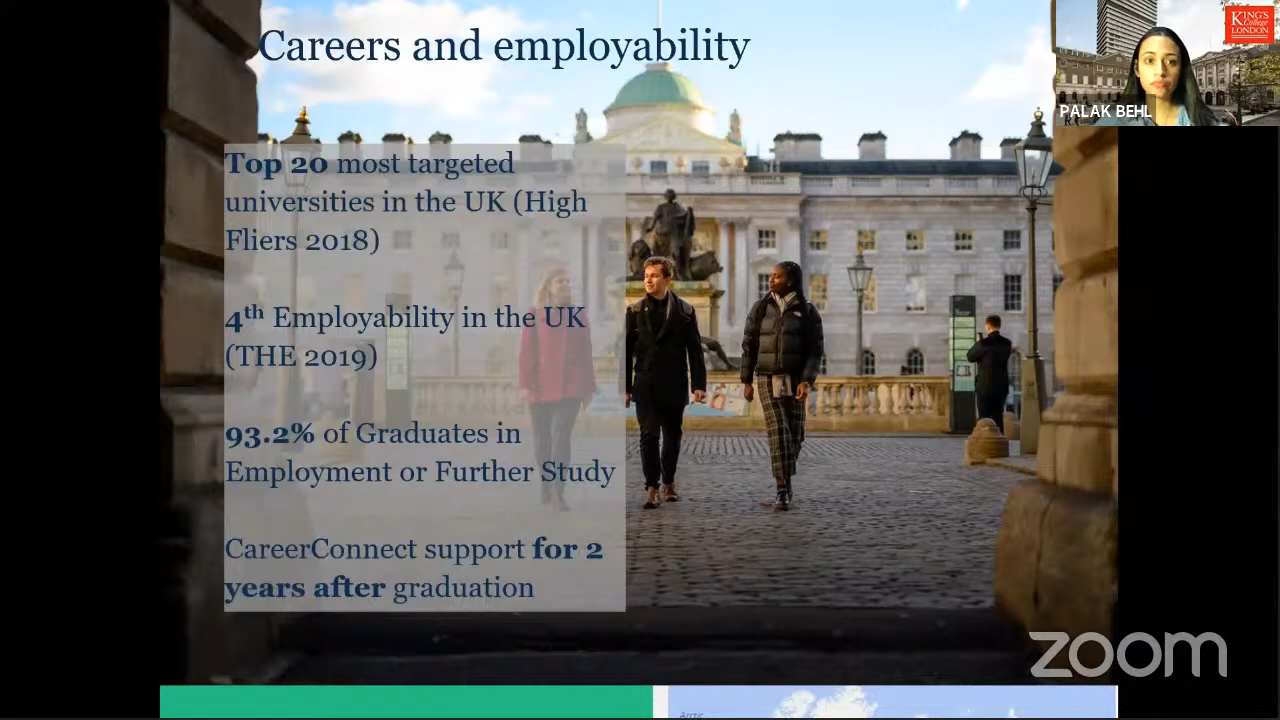 Careers and employability
KING'S
College
LONDON
PALAK BEHL
Top 20 most targeted
universities in the UK (High
Fliers 2018)
4th Employability in the UK
(THE 2019)
93.2% of Graduates in
Employment or Further Study
CareerConnect support for 2
years after graduation
zoom
Arctic